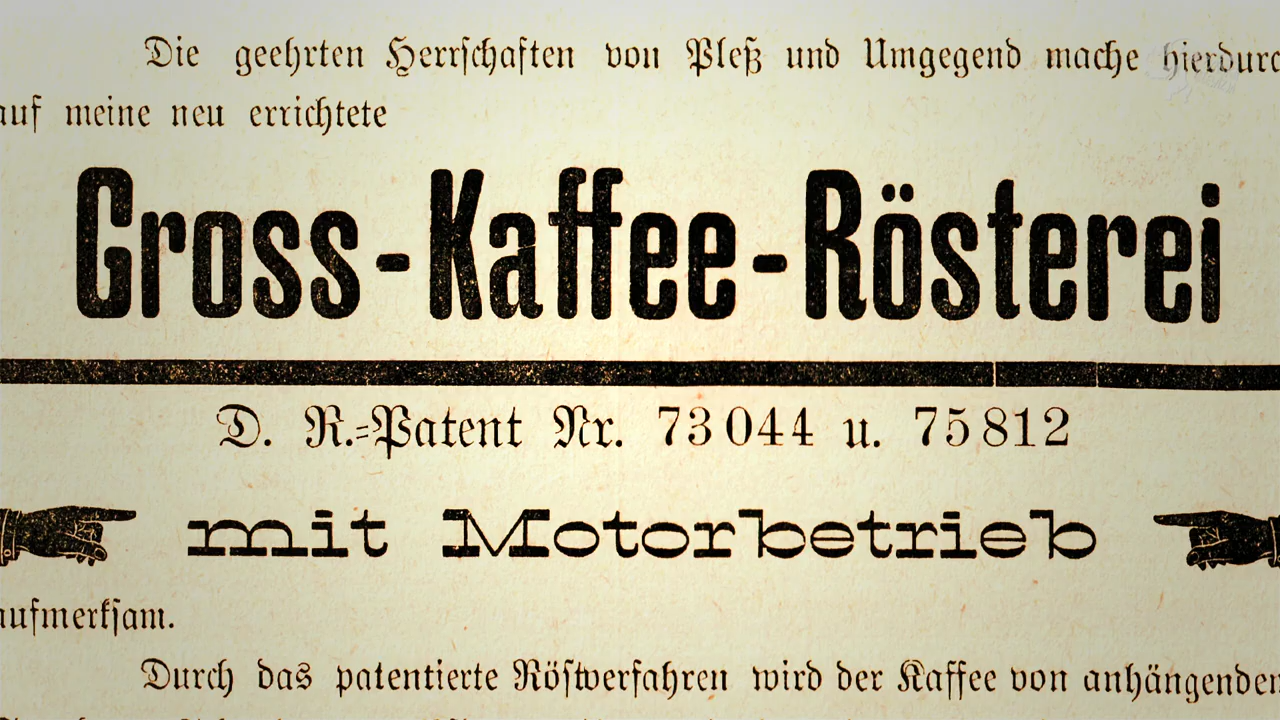 Die geehrten Herrschaften von Pleß und Umgegend mache hierdurc
auf meine neu errichtete
Gross-Kaffee-Rösterei
D. R.-Patent Nr. 73044 u. 75812
mit Motorbetrieb
aufmerksam.
Durch das patentierte Röstverfahren wird der Kaffee von anhängenden